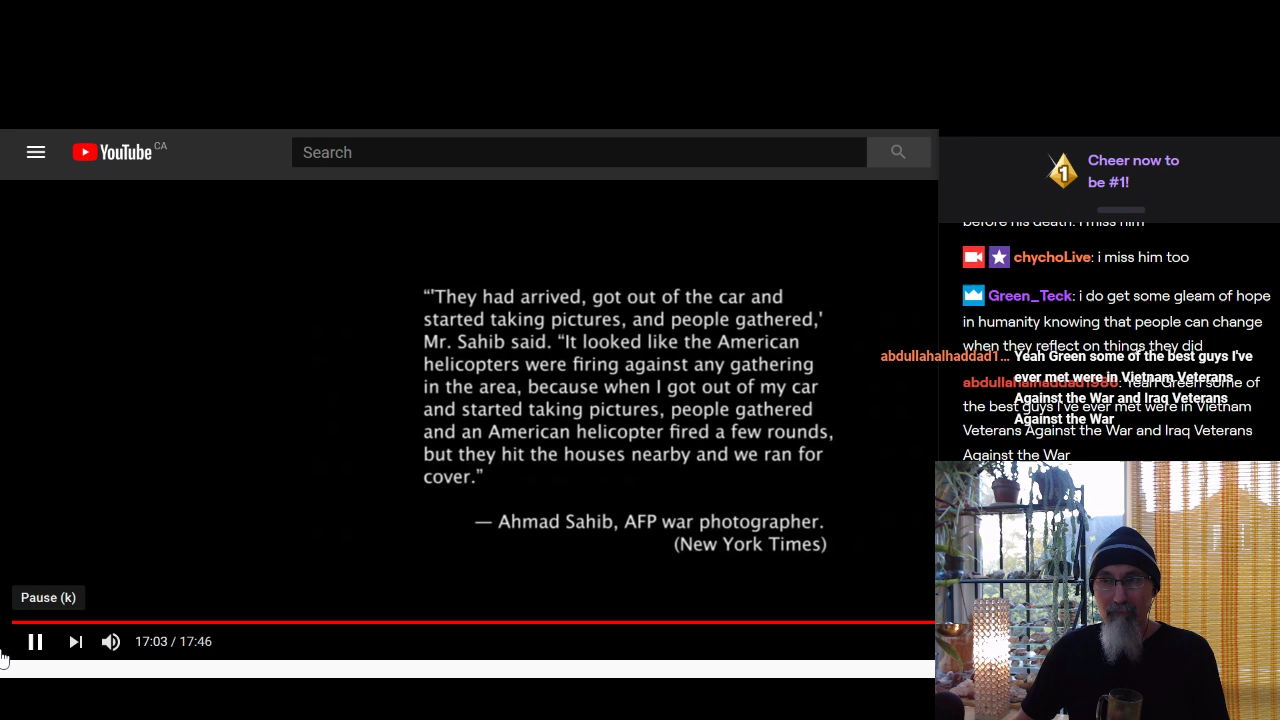 YouTube CA
Search
Cheer now to
be #1!
1
before his death. i miss him
chychoLive: i miss him too
Green_Teck: i do get some gleam of hope
in humanity knowing that people can change
when they reflect on things they did
abdullahalhaddad1... Yeah Green some of the best guys I've
ever met were in Vietnam Veterans
Against the War and Iraq Veterans
Against the War
abdullahalhaddad1986: Yeah Green some of
the best guys I've ever met were in Vietnam
Veterans Against the War and Iraq Veterans
Against the War
“'They had arrived, got out of the car and
started taking pictures, and people gathered,'
Mr. Sahib said. “It looked like the American
helicopters were firing against any gathering
in the area, because when I got out of my car
and started taking pictures, people gathered
and an American helicopter fired a few rounds,
but they hit the houses nearby and we ran for
cover.”
— Ahmad Sahib, AFP war photographer.
(New York Times)
Pause (k)
17:03 / 17:46